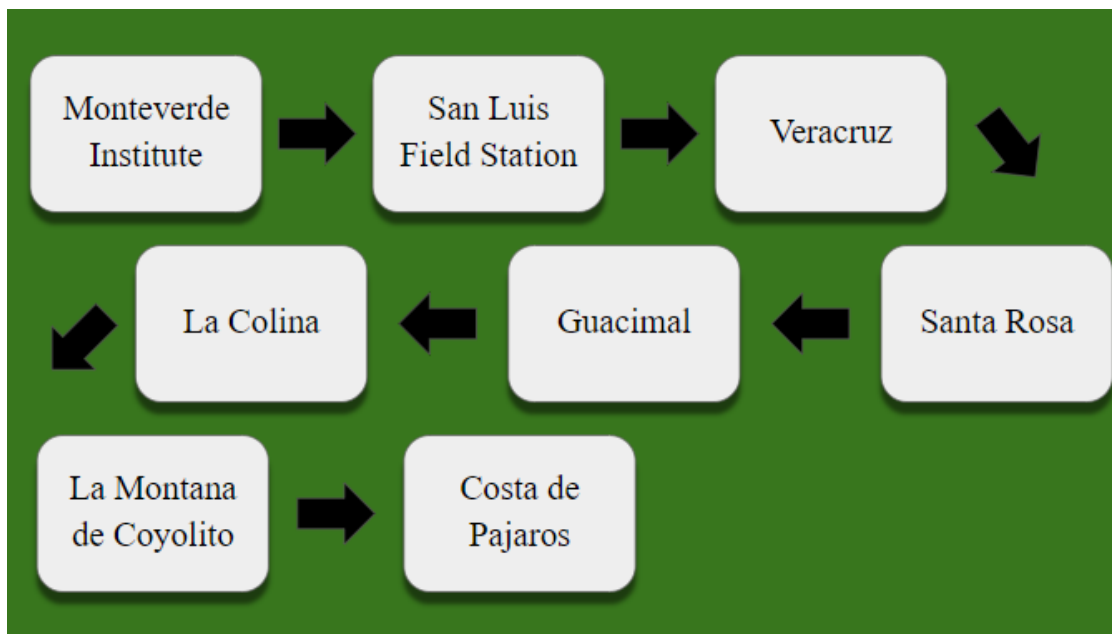 Monteverde
Institute
San Luis
Field Station
Veracruz
Santa Rosa
Guacimal
La Colina
La Montana
de Coyolito
Costa de
Pajaros